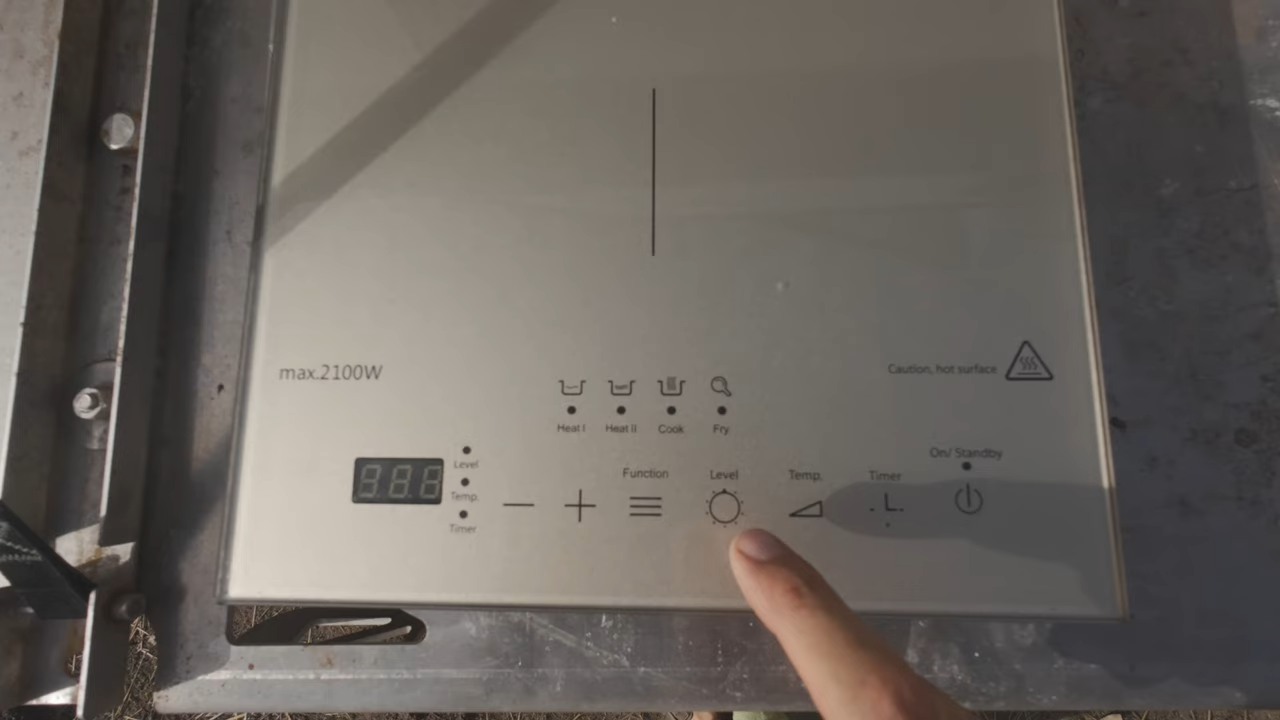 max.2100W
Caution, hot surface
Heat I
Heat II
Cook
Fry
On/ Standby
Level
Temp.
Timer
Function
Level
Temp.
Timer